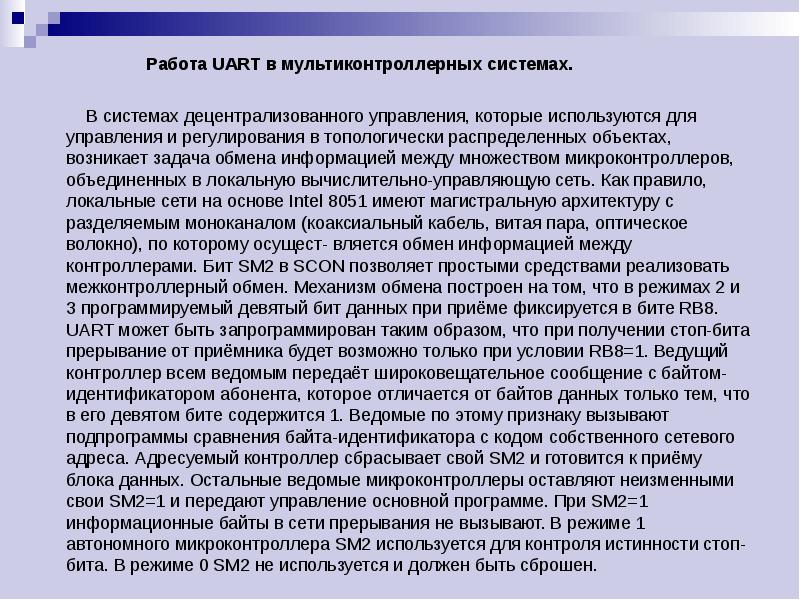 Работа UART в мультиконтроллерных системах.
В системах децентрализованного управления, которые используются для
управления и регулирования в топологически распределенных объектах,
возникает задача обмена информацией между множеством микроконтроллеров,
объединенных в локальную вычислительно-управляющую сеть. Как правило,
локальные сети на основе Intel 8051 имеют магистральную архитектуру с
разделяемым моноканалом (коаксиальный кабель, витая пара, оптическое
волокно), по которому осущест- вляется обмен информацией между
контроллерами. Бит SM2 в SCON позволяет простыми средствами реализовать
межконтроллерный обмен. Механизм обмена построен на том, что в режимах 2 и
3 программируемый девятый бит данных при приёме фиксируется в бите RB8.
UART может быть запрограммирован таким образом, что при получении стоп-бита
прерывание от приёмника будет возможно только при условии RB8=1. Ведущий
контроллер всем ведомым передаёт широковещательное сообщение с байтом-
идентификатором абонента, которое отличается от байтов данных только тем, что
в его девятом бите содержится 1. Ведомые по этому признаку вызывают
подпрограммы сравнения байта-идентификатора с кодом собственного сетевого
адреса. Адресуемый контроллер сбрасывает свой SM2 и готовится к приёму
блока данных. Остальные ведомые микроконтроллеры оставляют неизменными
свои SM2=1 и передают управление основной программе. При SM2=1
информационные байты в сети прерывания не вызывают. В режиме 1
автономного микроконтроллера SM2 используется для контроля истинности стоп-
бита. В режиме 0 SM2 не используется и должен быть сброшен.